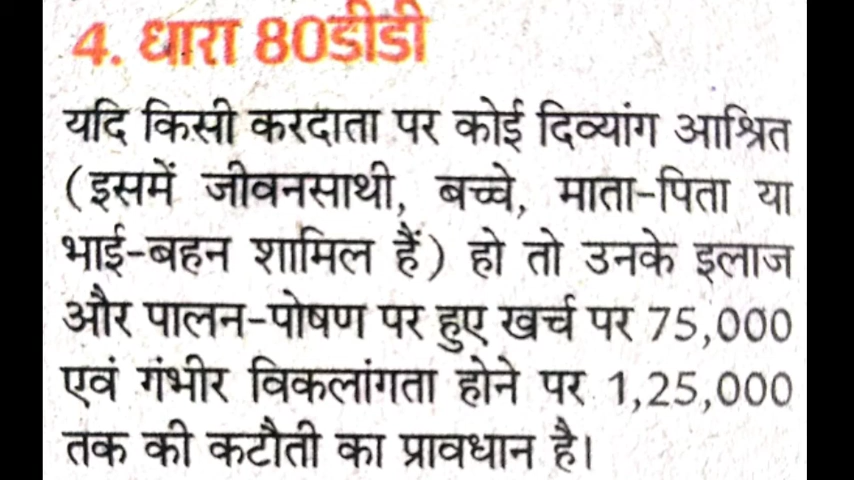 4. धारा 80डीडी
यदि किसी करदाता पर कोई दिव्यांग आश्रित
(इसमें जीवनसाथी, बच्चे, माता-पिता या
भाई-बहन शामिल हैं) हो तो उनके इलाज
और पालन-पोषण पर हुए खर्च पर 75,000
एवं गंभीर विकलांगता होने पर 1,25,000
तक की कटौती का प्रावधान है।